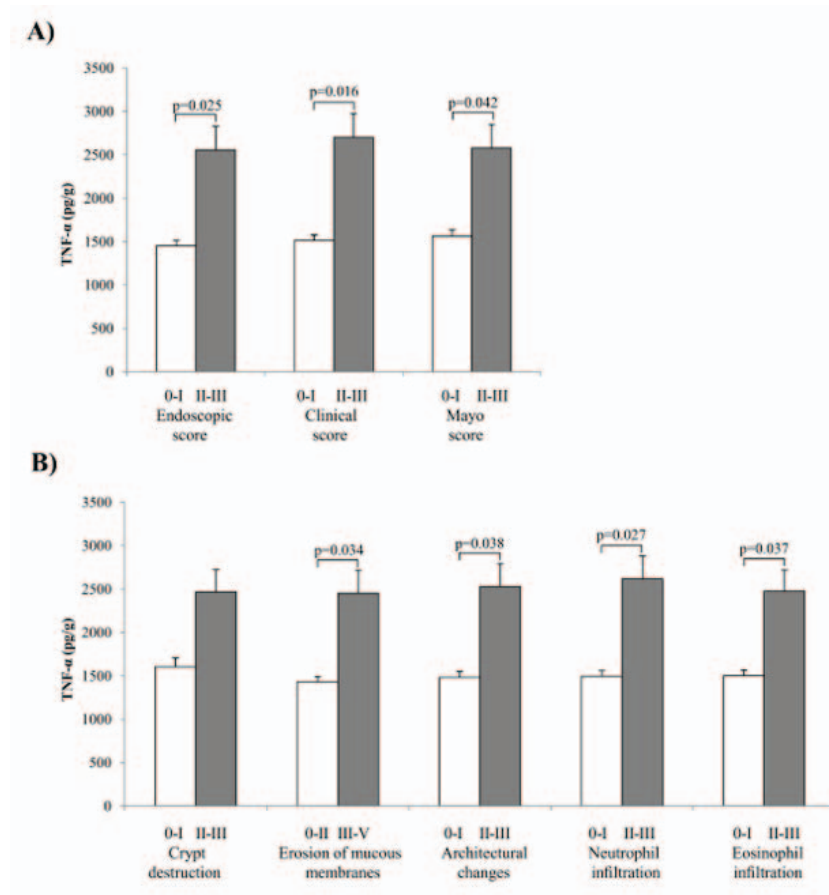 A)
3500
3000
2500
2000
1500
1000
500
0
TNF-α (pg/g)
p=0.025
p=0.016
p=0.042
0-I II-III
Endoscopic
score
0-I II-III
Clinical
score
0-I II-III
Mayo
score
B)
3500
3000
2500
2000
1500
1000
500
0
TNF-α (pg/g)
p=0.034
p=0.038
p=0.027
p=0.037
0-I II-III
Crypt
destruction
0-II III-V
Erosion of mucous
membranes
0-I II-III
Architectural
changes
0-I II-III
Neutrophil
infiltration
0-I II-III
Eosinophil
infiltration